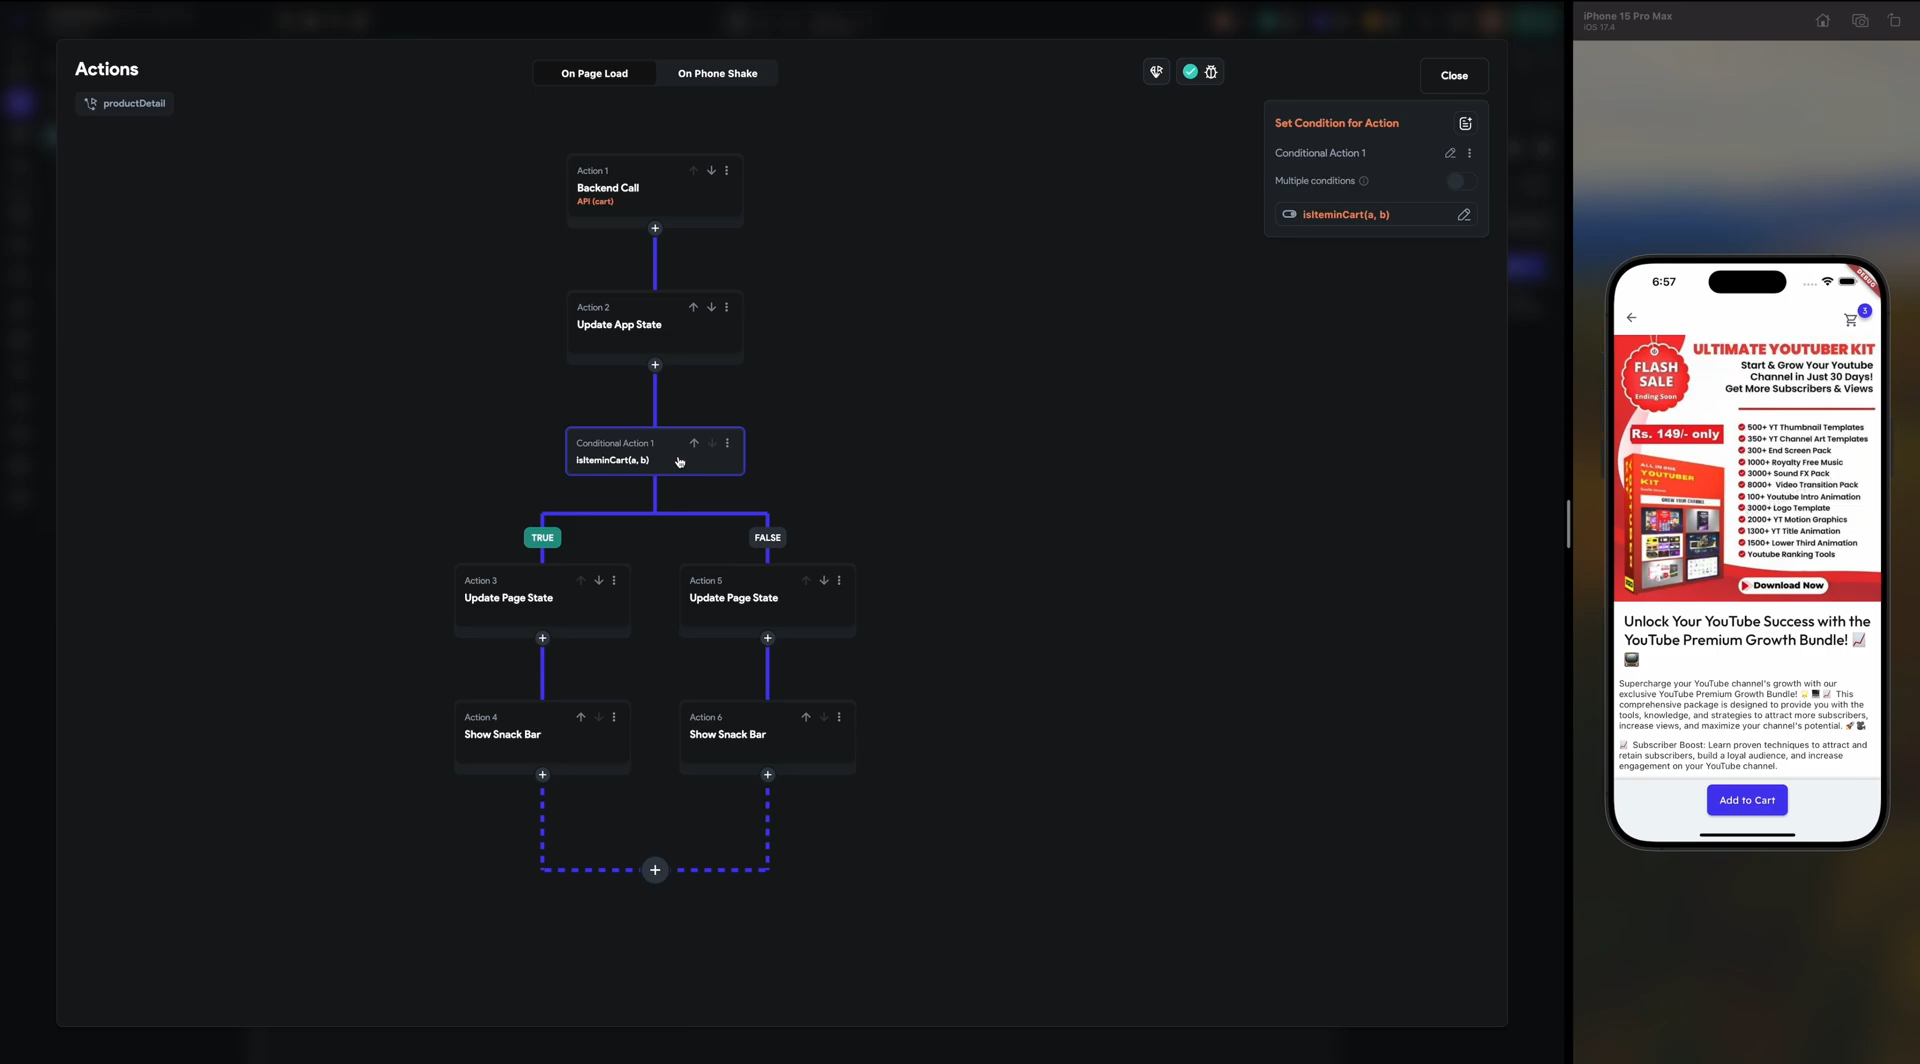 Actions
On Page Load
On Phone Shake
Close
productDetail
Action 1
Backend Call
API (cart)
Action 2
Update App State
Conditional Action 1
isIteminCart(a, b)
TRUE
FALSE
Action 3
Update Page State
Action 5
Update Page State
Action 4
Show Snack Bar
Action 6
Show Snack Bar
Set Condition for Action
Conditional Action 1
Multiple conditions
isIteminCart(a, b)
iPhone 15 Pro Max
iOS 17.4
6:57
DEBUG
3
FLASH
SALE
Ending Soon
ULTIMATE YOUTUBER KIT
Start & Grow Your Youtube
Channel in Just 30 Days!
Get More Subscribers & Views
Rs. 149/- only
ALL IN ONE
YOUTUBER
KIT
GROW YOUR CHANNEL
500+ YT Thumbnail Templates
350+ YT Channel Art Templates
300+ End Screen Pack
1000+ Royalty Free Music
3000+ Sound FX Pack
8000+ Video Transition Pack
100+ Youtube Intro Animation
3000+ Logo Template
2000+ YT Motion Graphics
1300+ YT Title Animation
1500+ Lower Third Animation
Youtube Ranking Tools
Download Now
Unlock Your YouTube Success with the
YouTube Premium Growth Bundle! 📈
📺
Supercharge your YouTube channel's growth with our
exclusive YouTube Premium Growth Bundle! 🌟 💻 📈 This
comprehensive package is designed to provide you with the
tools, knowledge, and strategies to attract more subscribers,
increase views, and maximize your channel's potential. 🚀 🎥
📈 Subscriber Boost: Learn proven techniques to attract and
retain subscribers, build a loyal audience, and increase
engagement on your YouTube channel.
Add to Cart